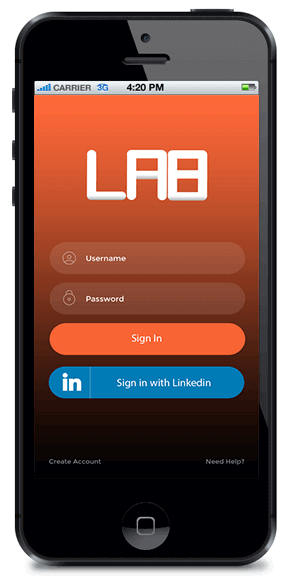 CARRIER 3G 4:20 PM
LAB
Username
Password
Sign In
in Sign in with Linkedin
Create Account Need Help?